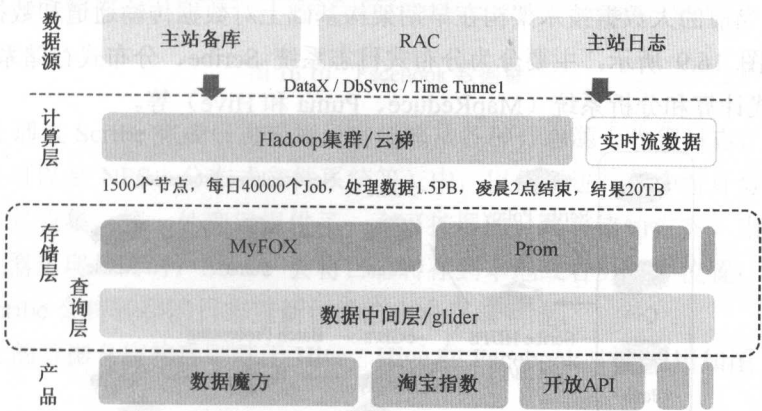 数据源
主站备库
RAC
主站日志
DataX / DbSync / Time Tunnel
计算层
Hadoop集群/云梯
实时流数据
1500个节点，每日40000个Job，处理数据1.5PB，凌晨2点结束，结果20TB
存储层
MyFOX
Prom
查询层
数据中间层/glider
产品
数据魔方
淘宝指数
开放API